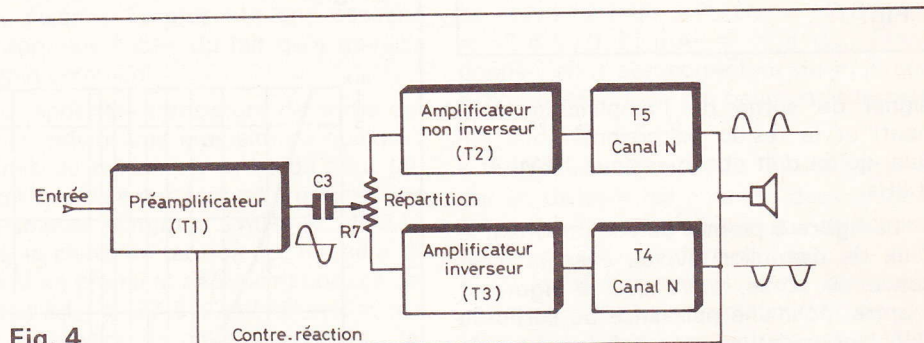 Entrée
Préamplificateur
(T1)
C3
R7
Répartition
Amplificateur
non inverseur
(T2)
T5
Canal N
Amplificateur
inverseur
(T3)
T4
Canal N
Contre.réaction
Fig. 4